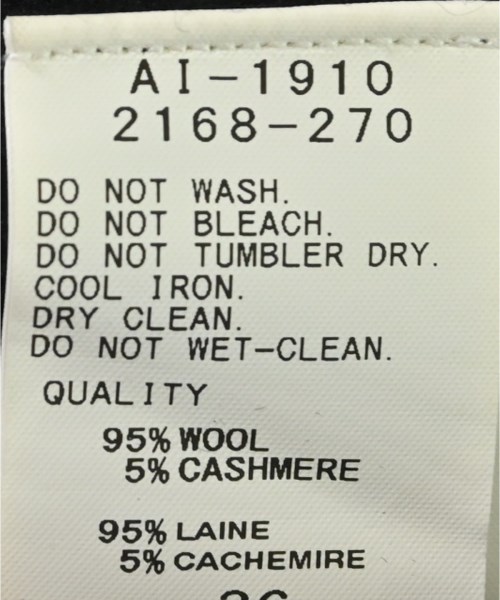 AI-1910
2168-270
DO NOT WASH.
DO NOT BLEACH.
DO NOT TUMBLER DRY.
COOL IRON.
DRY CLEAN.
DO NOT WET-CLEAN.
QUALITY
95% WOOL
5% CASHMERE
95% LAINE
5% CACHEMIRE